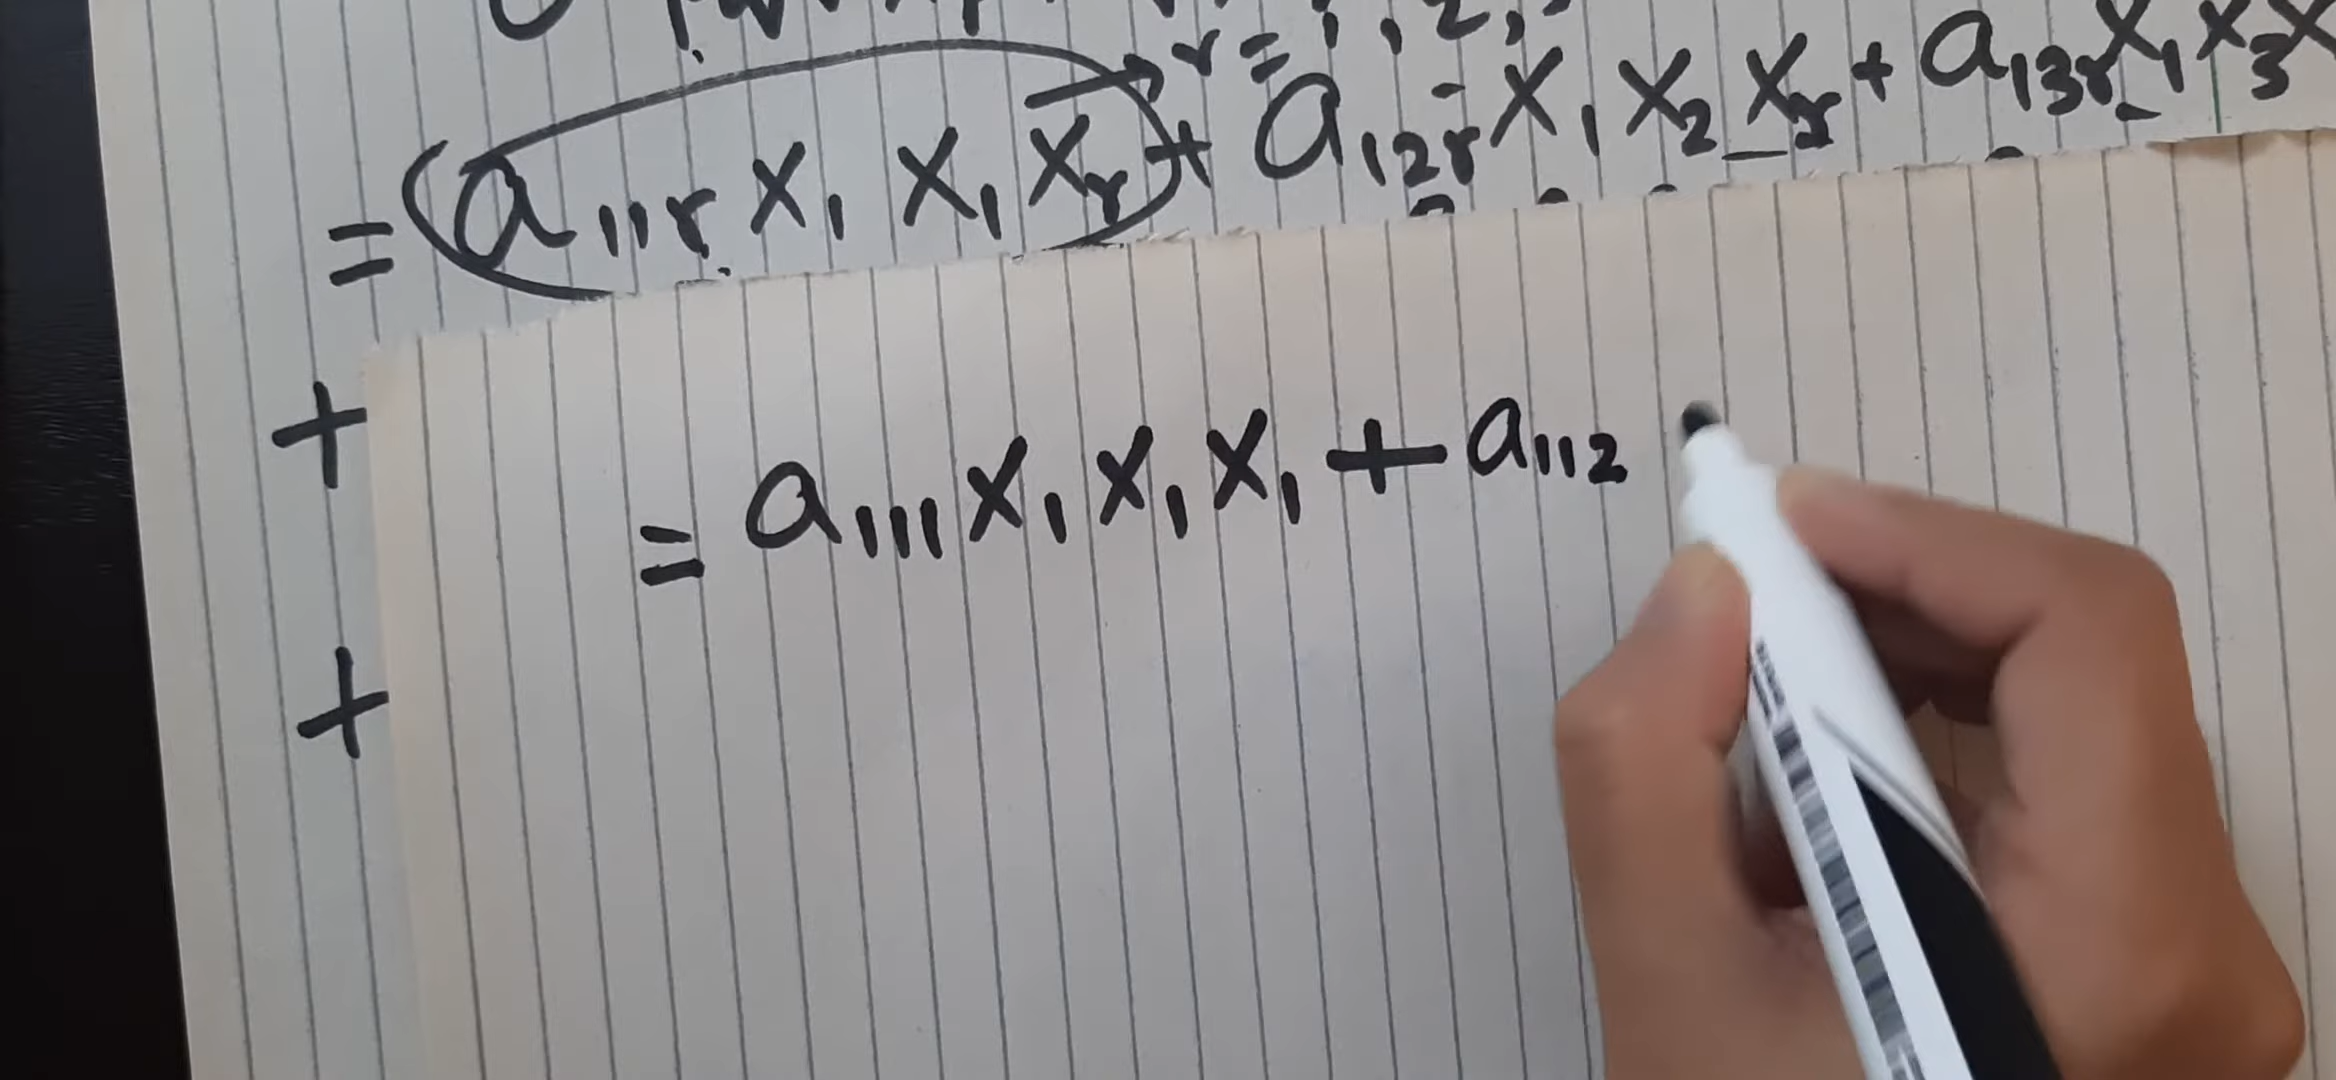 r = 1, 2,
= a₁₁ᵣ x₁ x₁ xᵣ + a₁₂ᵣ x₁ x₂ xᵣ + a₁₃ᵣ x₁ x₃ x
+
= a₁₁₁ x₁ x₁ x₁ + a₁₁₂
+